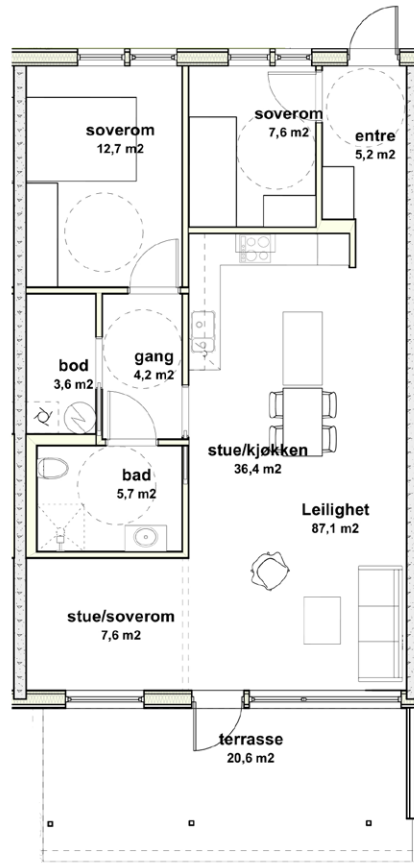 soverom
12,7 m2
soverom
7,6 m2
entre
5,2 m2
bod
3,6 m2
gang
4,2 m2
stue/kjøkken
36,4 m2
bad
5,7 m2
Leilighet
87,1 m2
stue/soverom
7,6 m2
terrasse
20,6 m2